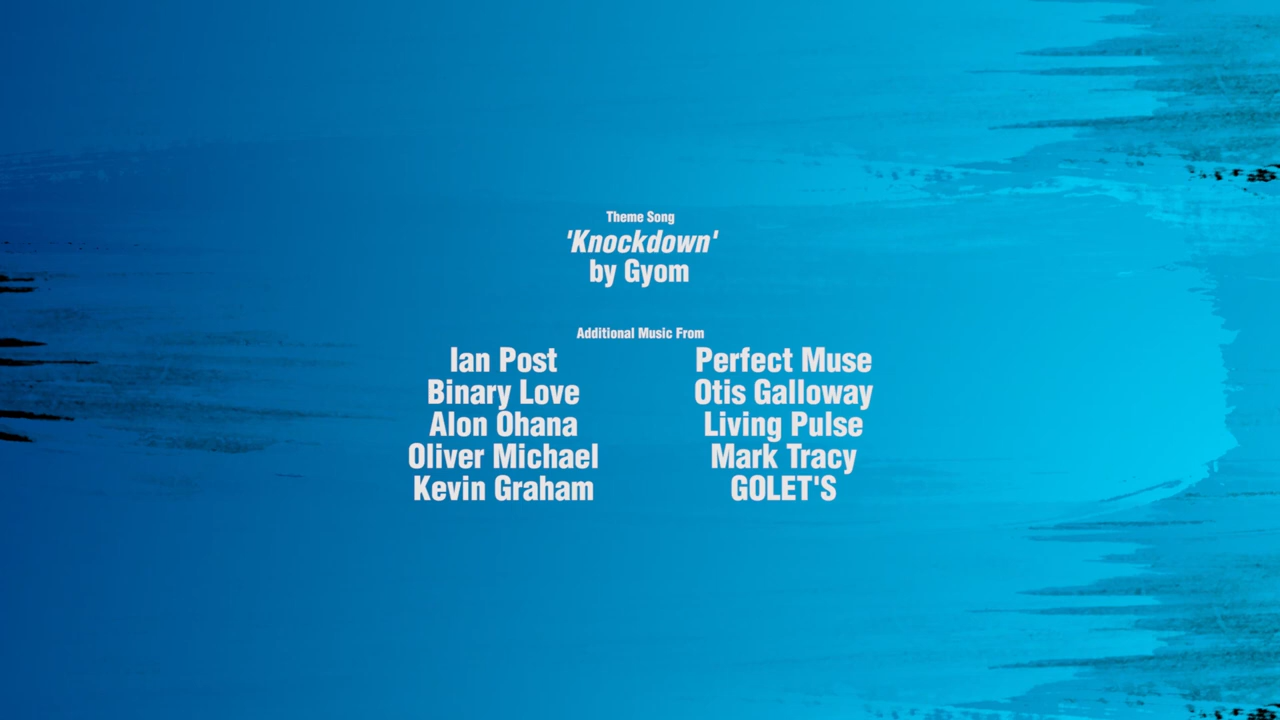 Theme Song
'Knockdown'
by Gyom
Additional Music From
Ian Post
Binary Love
Alon Ohana
Oliver Michael
Kevin Graham
Perfect Muse
Otis Galloway
Living Pulse
Mark Tracy
GOLET'S